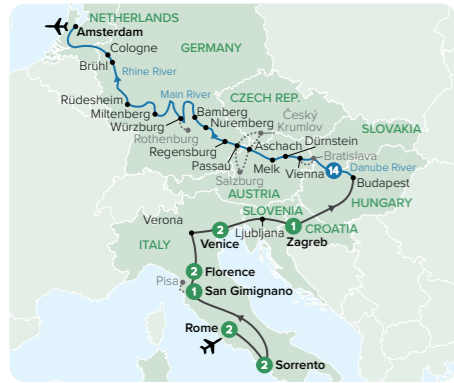 NETHERLANDS
Amsterdam
Cologne
GERMANY
Brühl
Rhine River
Rüdesheim
Main River
CZECH REP.
Miltenberg
Bamberg
Český
Krumlov
Würzburg
Nuremberg
SLOVAKIA
Rothenburg
Regensburg
Aschach
Dürnstein
Passau
Melk
Bratislava
Vienna
14
Danube River
Salzburg
Budapest
AUSTRIA
HUNGARY
SLOVENIA
Verona
2
Ljubljana
1
CROATIA
ITALY
Venice
Zagreb
2
Florence
Pisa
1
San Gimignano
Rome
2
2
Sorrento